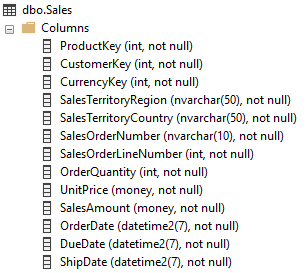 dbo.Sales
Columns
ProductKey (int, not null)
CustomerKey (int, not null)
CurrencyKey (int, not null)
SalesTerritoryRegion (nvarchar(50), not null)
SalesTerritoryCountry (nvarchar(50), not null)
SalesOrderNumber (nvarchar(10), not null)
SalesOrderLineNumber (int, not null)
OrderQuantity (int, not null)
UnitPrice (money, not null)
SalesAmount (money, not null)
OrderDate (datetime2(7), not null)
DueDate (datetime2(7), not null)
ShipDate (datetime2(7), not null)